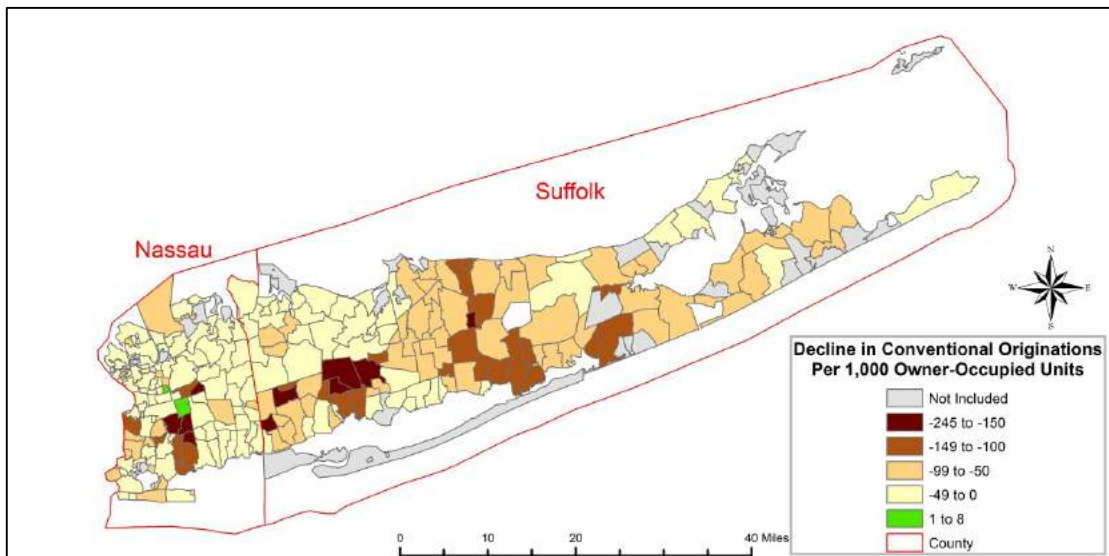 Nassau
Suffolk
N
W E
S
Decline in Conventional Originations
Per 1,000 Owner-Occupied Units
Not Included
-245 to -150
-149 to -100
-99 to -50
-49 to 0
1 to 8
County
0 10 20 40 Miles